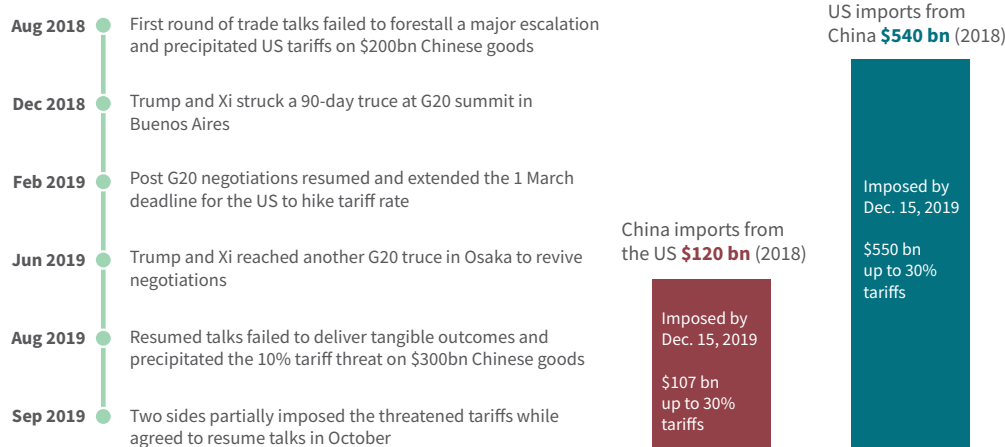 Aug 2018
First round of trade talks failed to forestall a major escalation
and precipitated US tariffs on $200bn Chinese goods
Dec 2018
Trump and Xi struck a 90-day truce at G20 summit in
Buenos Aires
Feb 2019
Post G20 negotiations resumed and extended the 1 March
deadline for the US to hike tariff rate
Jun 2019
Trump and Xi reached another G20 truce in Osaka to revive
negotiations
Aug 2019
Resumed talks failed to deliver tangible outcomes and
precipitated the 10% tariff threat on $300bn Chinese goods
Sep 2019
Two sides partially imposed the threatened tariffs while
agreed to resume talks in October
China imports from
the US $120 bn (2018)
Imposed by
Dec. 15, 2019
$107 bn
up to 30%
tariffs
US imports from
China $540 bn (2018)
Imposed by
Dec. 15, 2019
$550 bn
up to 30%
tariffs